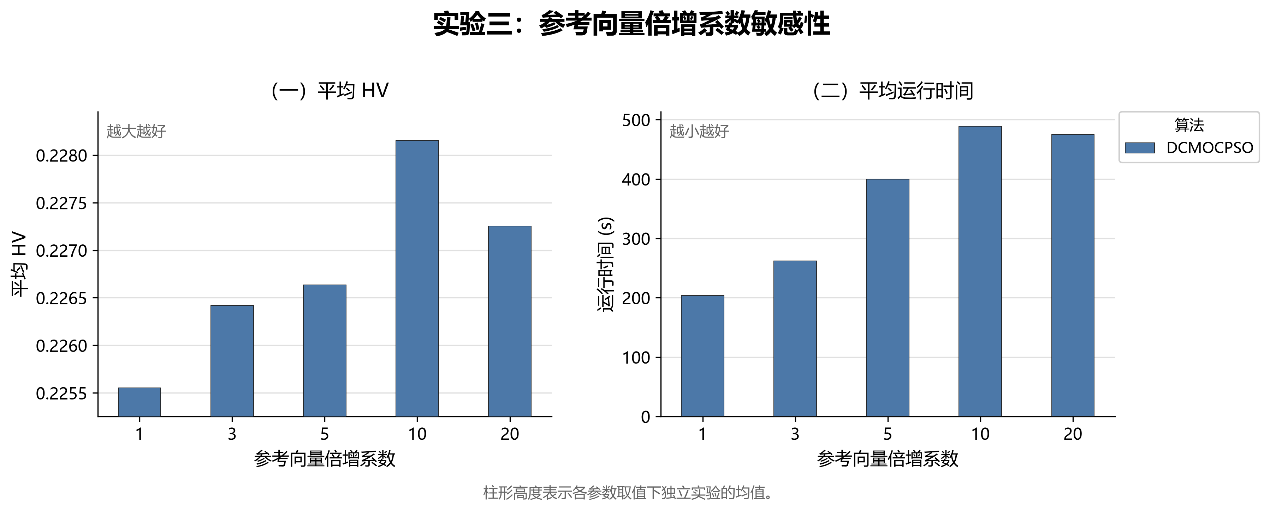 实验三：参考向量倍增系数敏感性
（一）平均 HV
越大越好
0.2280
0.2275
0.2270
0.2265
0.2260
0.2255
平均 HV
1 3 5 10 20
参考向量倍增系数
（二）平均运行时间
越小越好
500
400
300
200
100
0
运行时间 (s)
1 3 5 10 20
参考向量倍增系数
算法
DCMOCPSO
柱形高度表示各参数取值下独立实验的均值。